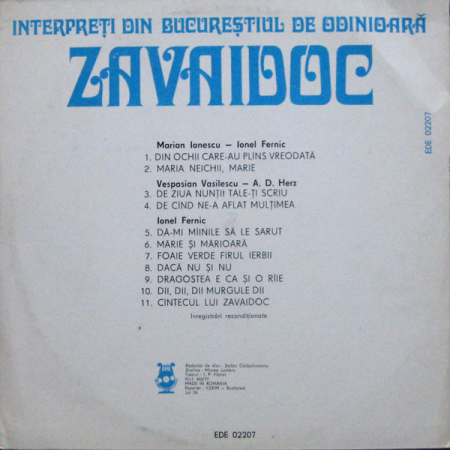 INTERPREȚI DIN BUCUREȘTIUL DE ODINIOARĂ
ZAVAIDOC
EDE 02207
Marian Ionescu – Ionel Fernic
1. DIN OCHII CARE-AU PLÎNS VREODATĂ
2. MARIA NEICHII, MARIE
Vespasian Vasilescu – A. D. Herz
3. DE ZIUA NUNȚII TALE-ȚI SCRIU
4. DE CÎND NE-A AFLAT MULȚIMEA
Ionel Fernic
5. DĂ-MI MÎINILE SĂ LE SARUT
6. MĂRIE ȘI MĂRIOARĂ
7. FOAIE VERDE FIRUL IERBII
8. DACĂ NU ȘI NU
9. DRAGOSTEA E CA ȘI O RÎIE
10. DII, DII, DII MURGULE DII
11. CINTECUL LUI ZAVAIDOC
Inregistrări recondiționate
MADE IN ROMANIA
EDE 02207